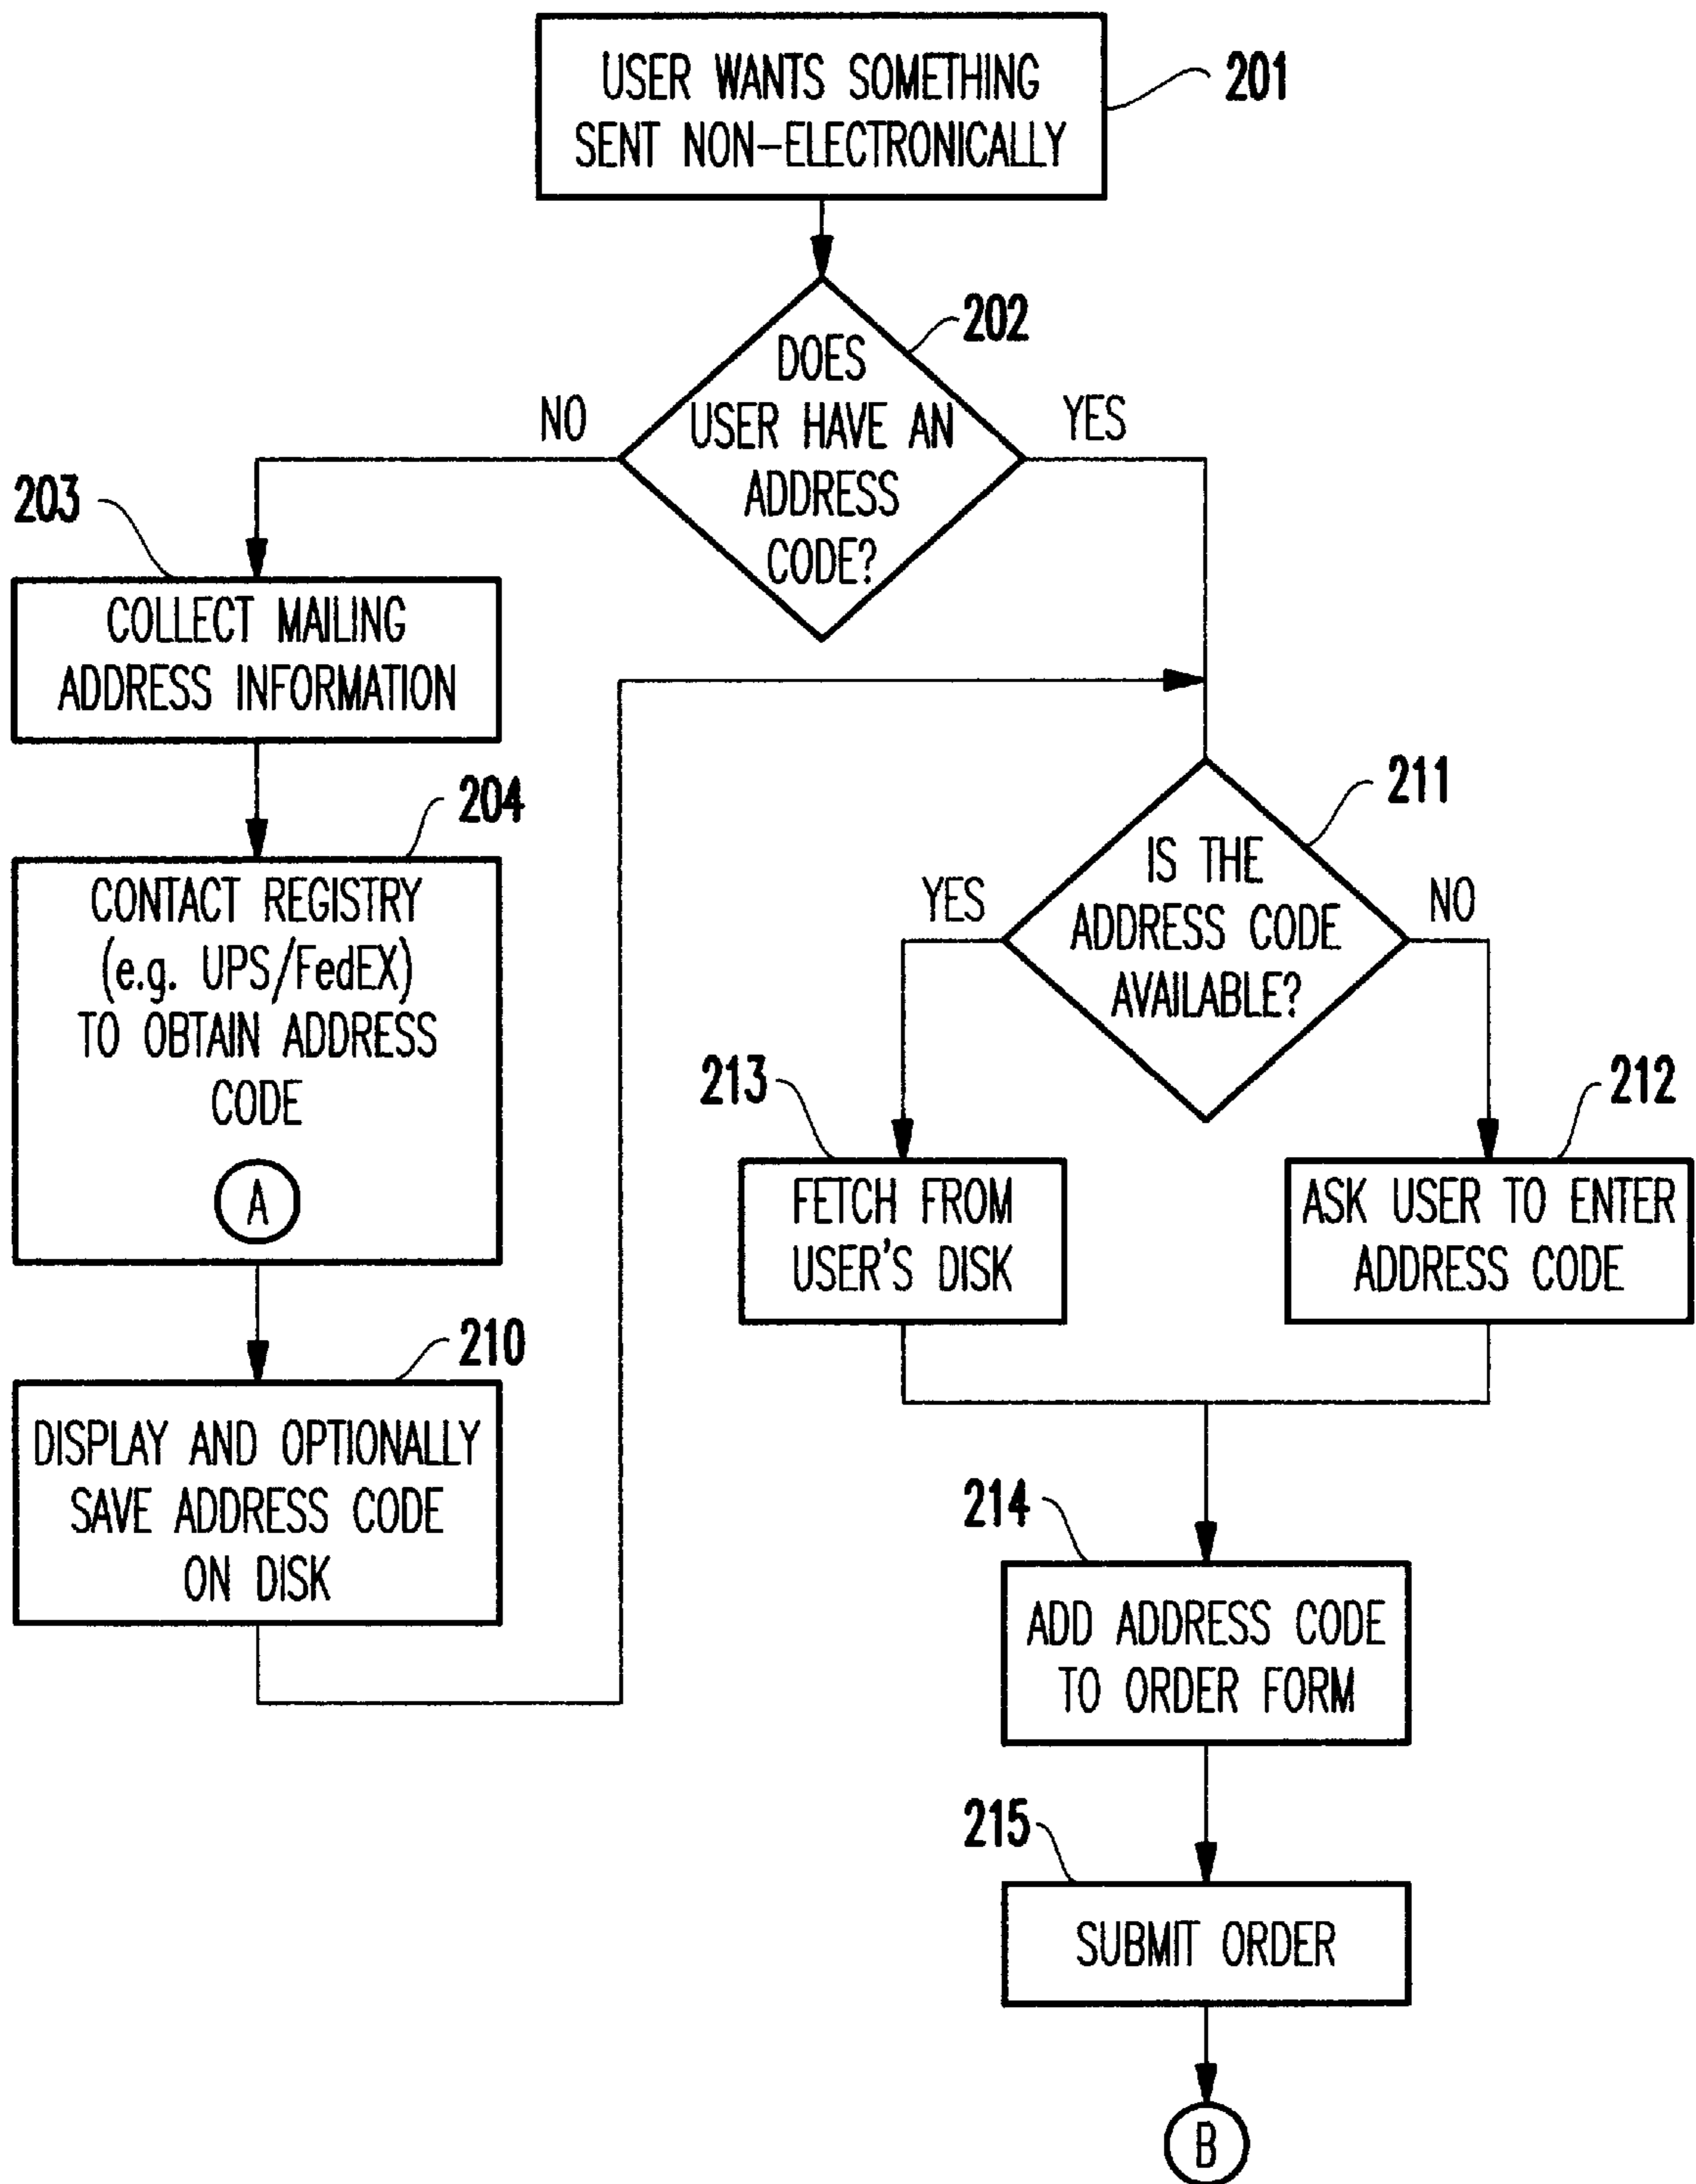 USER WANTS SOMETHING
SENT NON-ELECTRONICALLY
201
202
DOES
USER HAVE AN
ADDRESS
CODE?
NO
YES
203
COLLECT MAILING
ADDRESS INFORMATION
204
CONTACT REGISTRY
(e.g. UPS/FedEX)
TO OBTAIN ADDRESS
CODE
A
210
DISPLAY AND OPTIONALLY
SAVE ADDRESS CODE
ON DISK
211
IS THE
ADDRESS CODE
AVAILABLE?
YES
NO
213
FETCH FROM
USER'S DISK
212
ASK USER TO ENTER
ADDRESS CODE
214
ADD ADDRESS CODE
TO ORDER FORM
215
SUBMIT ORDER
B